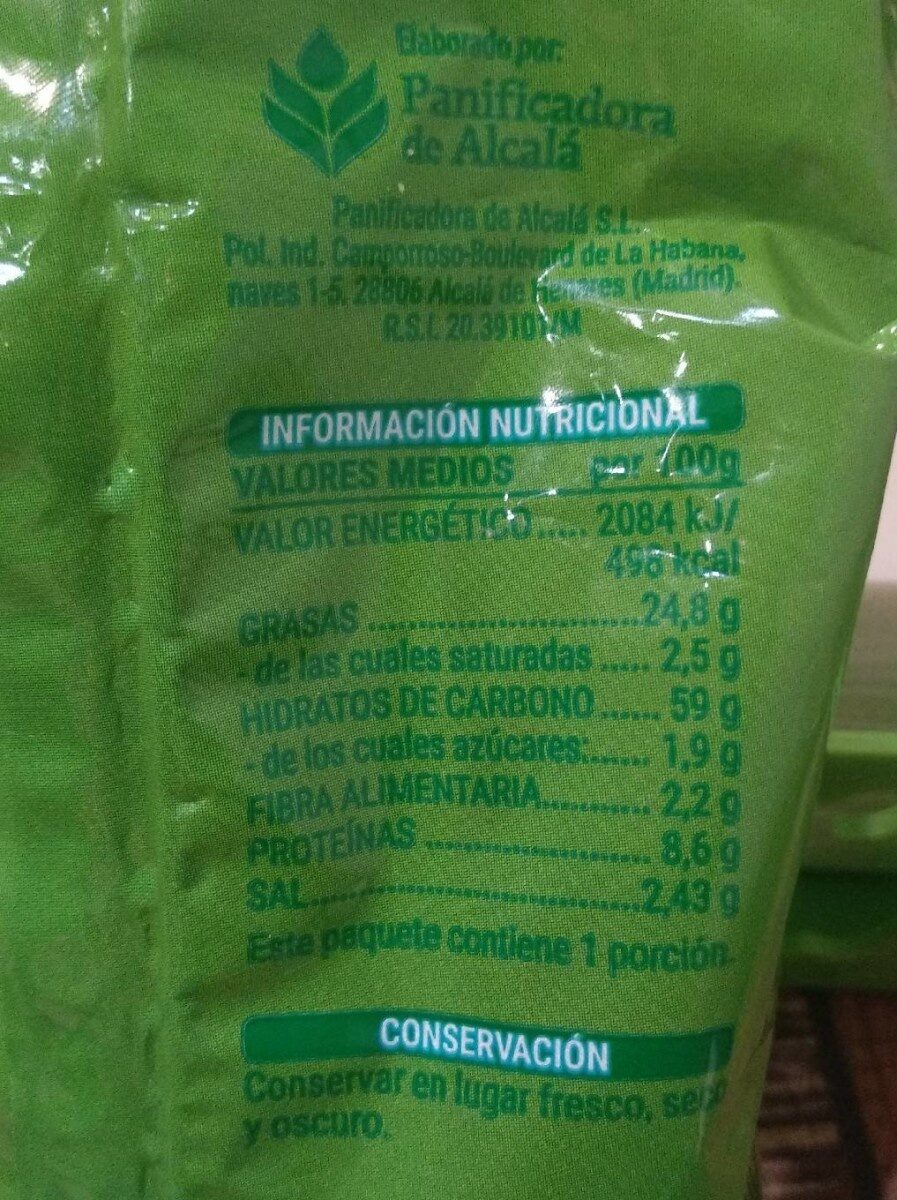 Elaborado por:
Panificadora
de Alcalá
Panificadora de Alcalá S.L.
Pol. Ind. Camporroso-Boulevard de La Habana,
naves 1-5. 28806 Alcalá de Henares (Madrid).
R.S.I. 20.39101/M
INFORMACIÓN NUTRICIONAL
VALORES MEDIOS por 100g
VALOR ENERGÉTICO..... 2084 kJ/
498 kcal
GRASAS ..............................24,8 g
- de las cuales saturadas ...... 2,5 g
HIDRATOS DE CARBONO ....... 59 g
- de los cuales azúcares:........ 1,9 g
FIBRA ALIMENTARIA.............. 2,2 g
PROTEÍNAS ......................... 8,6 g
SAL....................................2,43 g
Este paquete contiene 1 porción
CONSERVACIÓN
Conservar en lugar fresco, seco
y oscuro.